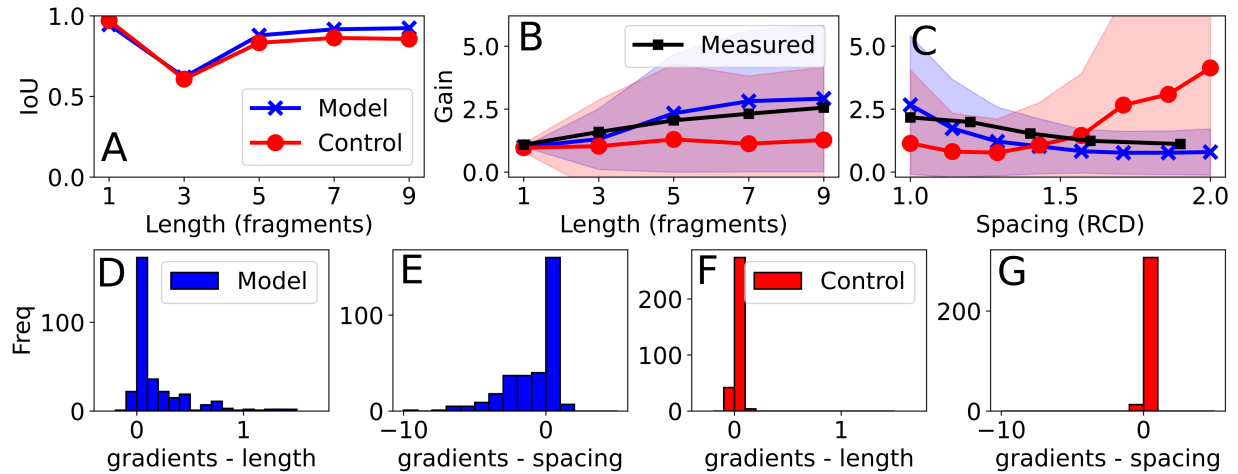 1.0
0.5
0.0
IoU
A
Model
Control
1 3 5 7 9
Length (fragments)
5.0
2.5
0.0
Gain
B
Measured
1 3 5 7 9
Length (fragments)
5.0
2.5
0.0
C
1.0 1.5 2.0
Spacing (RCD)
100
0
Freq
D
Model
0 1
gradients - length
100
0
E
−10 0
gradients - spacing
200
100
0
F
Control
0 1
gradients - length
200
0
G
−10 0
gradients - spacing